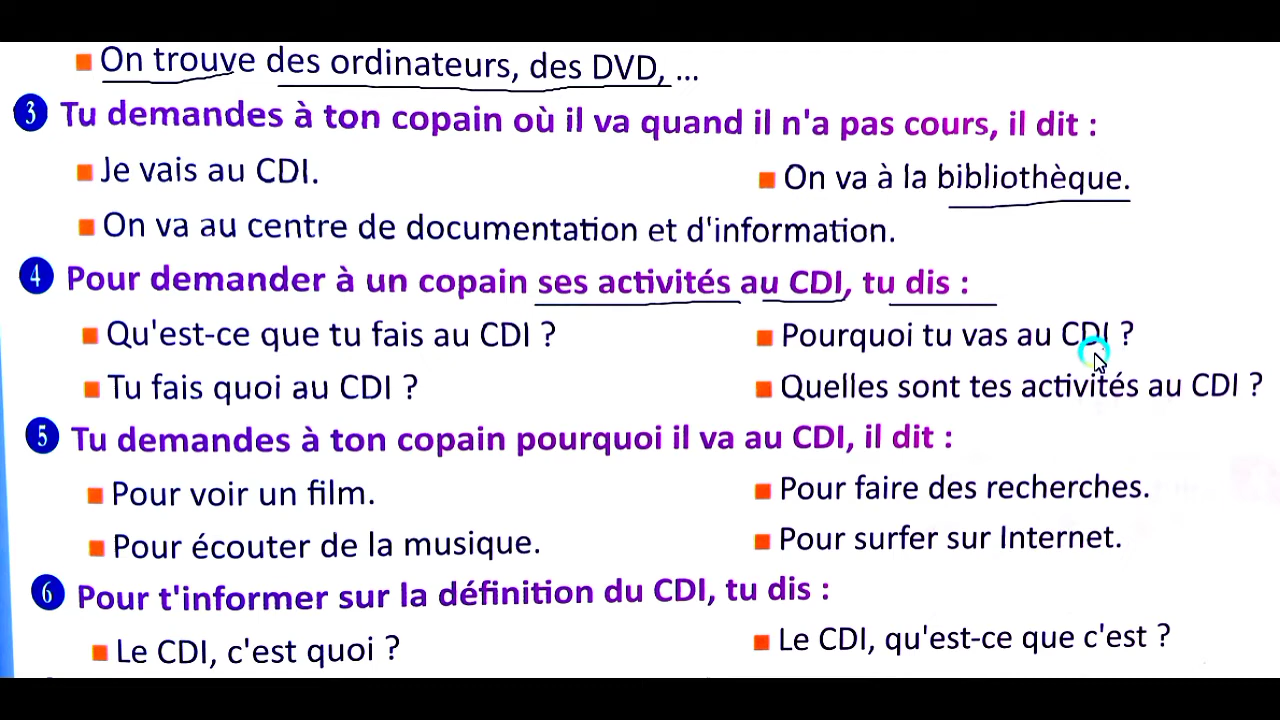 On trouve des ordinateurs, des DVD, ...
3 Tu demandes à ton copain où il va quand il n'a pas cours, il dit :
Je vais au CDI.
On va à la bibliothèque.
On va au centre de documentation et d'information.
4 Pour demander à un copain ses activités au CDI, tu dis :
Qu'est-ce que tu fais au CDI ?
Pourquoi tu vas au CDI ?
Tu fais quoi au CDI ?
Quelles sont tes activités au CDI ?
5 Tu demandes à ton copain pourquoi il va au CDI, il dit :
Pour voir un film.
Pour faire des recherches.
Pour écouter de la musique.
Pour surfer sur Internet.
6 Pour t'informer sur la définition du CDI, tu dis :
Le CDI, c'est quoi ?
Le CDI, qu'est-ce que c'est ?